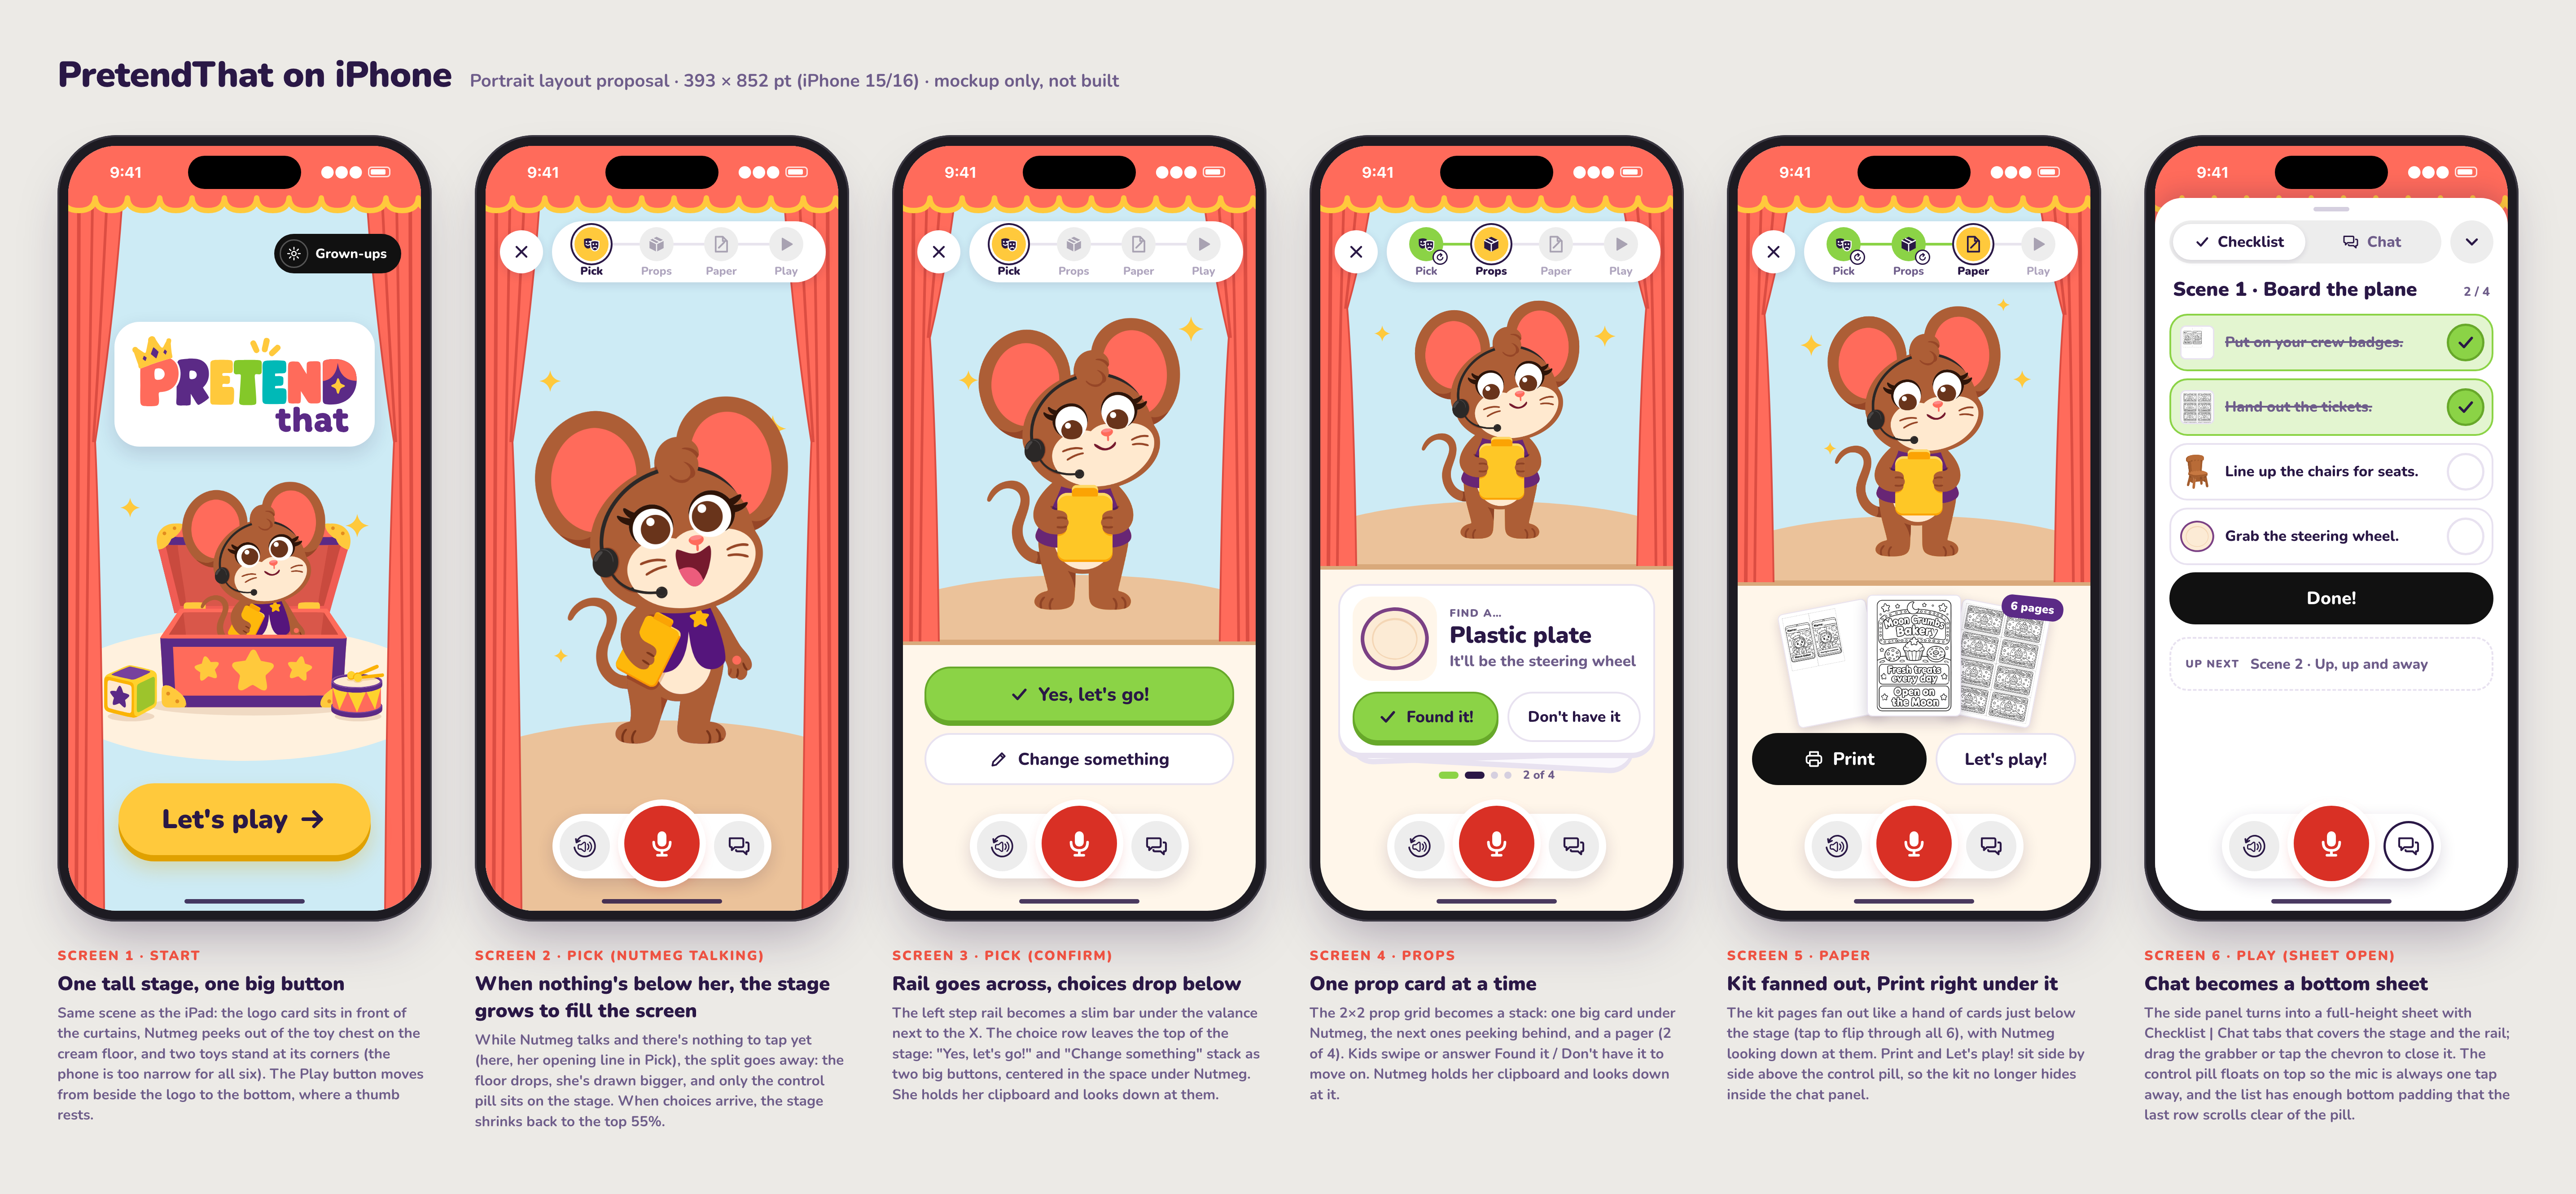 PretendThat on iPhone Portrait layout proposal · 393 × 852 pt (iPhone 15/16) · mockup only, not built
9:41
Grown-ups
PRETEND
that
Let's play →
SCREEN 1 · START
One tall stage, one big button
Same scene as the iPad: the logo card sits in front of
the curtains, Nutmeg peeks out of the toy chest on the
cream floor, and two toys stand at its corners (the
phone is too narrow for all six). The Play button moves
from beside the logo to the bottom, where a thumb
rests.
9:41
Pick Props Paper Play
SCREEN 2 · PICK (NUTMEG TALKING)
When nothing's below her, the stage
grows to fill the screen
While Nutmeg talks and there's nothing to tap yet
(here, her opening line in Pick), the split goes away: the
floor drops, she's drawn bigger, and only the control
pill sits on the stage. When choices arrive, the stage
shrinks back to the top 55%.
9:41
Pick Props Paper Play
Yes, let's go!
Change something
SCREEN 3 · PICK (CONFIRM)
Rail goes across, choices drop below
The left step rail becomes a slim bar under the valance
next to the X. The choice row leaves the top of the
stage: "Yes, let's go!" and "Change something" stack as
two big buttons, centered in the space under Nutmeg.
She holds her clipboard and looks down at them.
9:41
Pick Props Paper Play
FIND A...
Plastic plate
It'll be the steering wheel
Found it! Don't have it
2 of 4
SCREEN 4 · PROPS
One prop card at a time
The 2×2 prop grid becomes a stack: one big card under
Nutmeg, the next ones peeking behind, and a pager (2
of 4). Kids swipe or answer Found it / Don't have it to
move on. Nutmeg holds her clipboard and looks down
at it.
9:41
Pick Props Paper Play
6 pages
Moon Crumbs
Bakery
Fresh treats
every day
Open on
the Moon
Print Let's play!
SCREEN 5 · PAPER
Kit fanned out, Print right under it
The kit pages fan out like a hand of cards just below
the stage (tap to flip through all 6), with Nutmeg
looking down at them. Print and Let's play! sit side by
side above the control pill, so the kit no longer hides
inside the chat panel.
9:41
Checklist Chat
Scene 1 · Board the plane 2 / 4
Put on your crew badges.
Hand out the tickets.
Line up the chairs for seats.
Grab the steering wheel.
Done!
UP NEXT Scene 2 · Up, up and away
SCREEN 6 · PLAY (SHEET OPEN)
Chat becomes a bottom sheet
The side panel turns into a full-height sheet with
Checklist | Chat tabs that covers the stage and the rail;
drag the grabber or tap the chevron to close it. The
control pill floats on top so the mic is always one tap
away, and the list has enough bottom padding that the
last row scrolls clear of the pill.